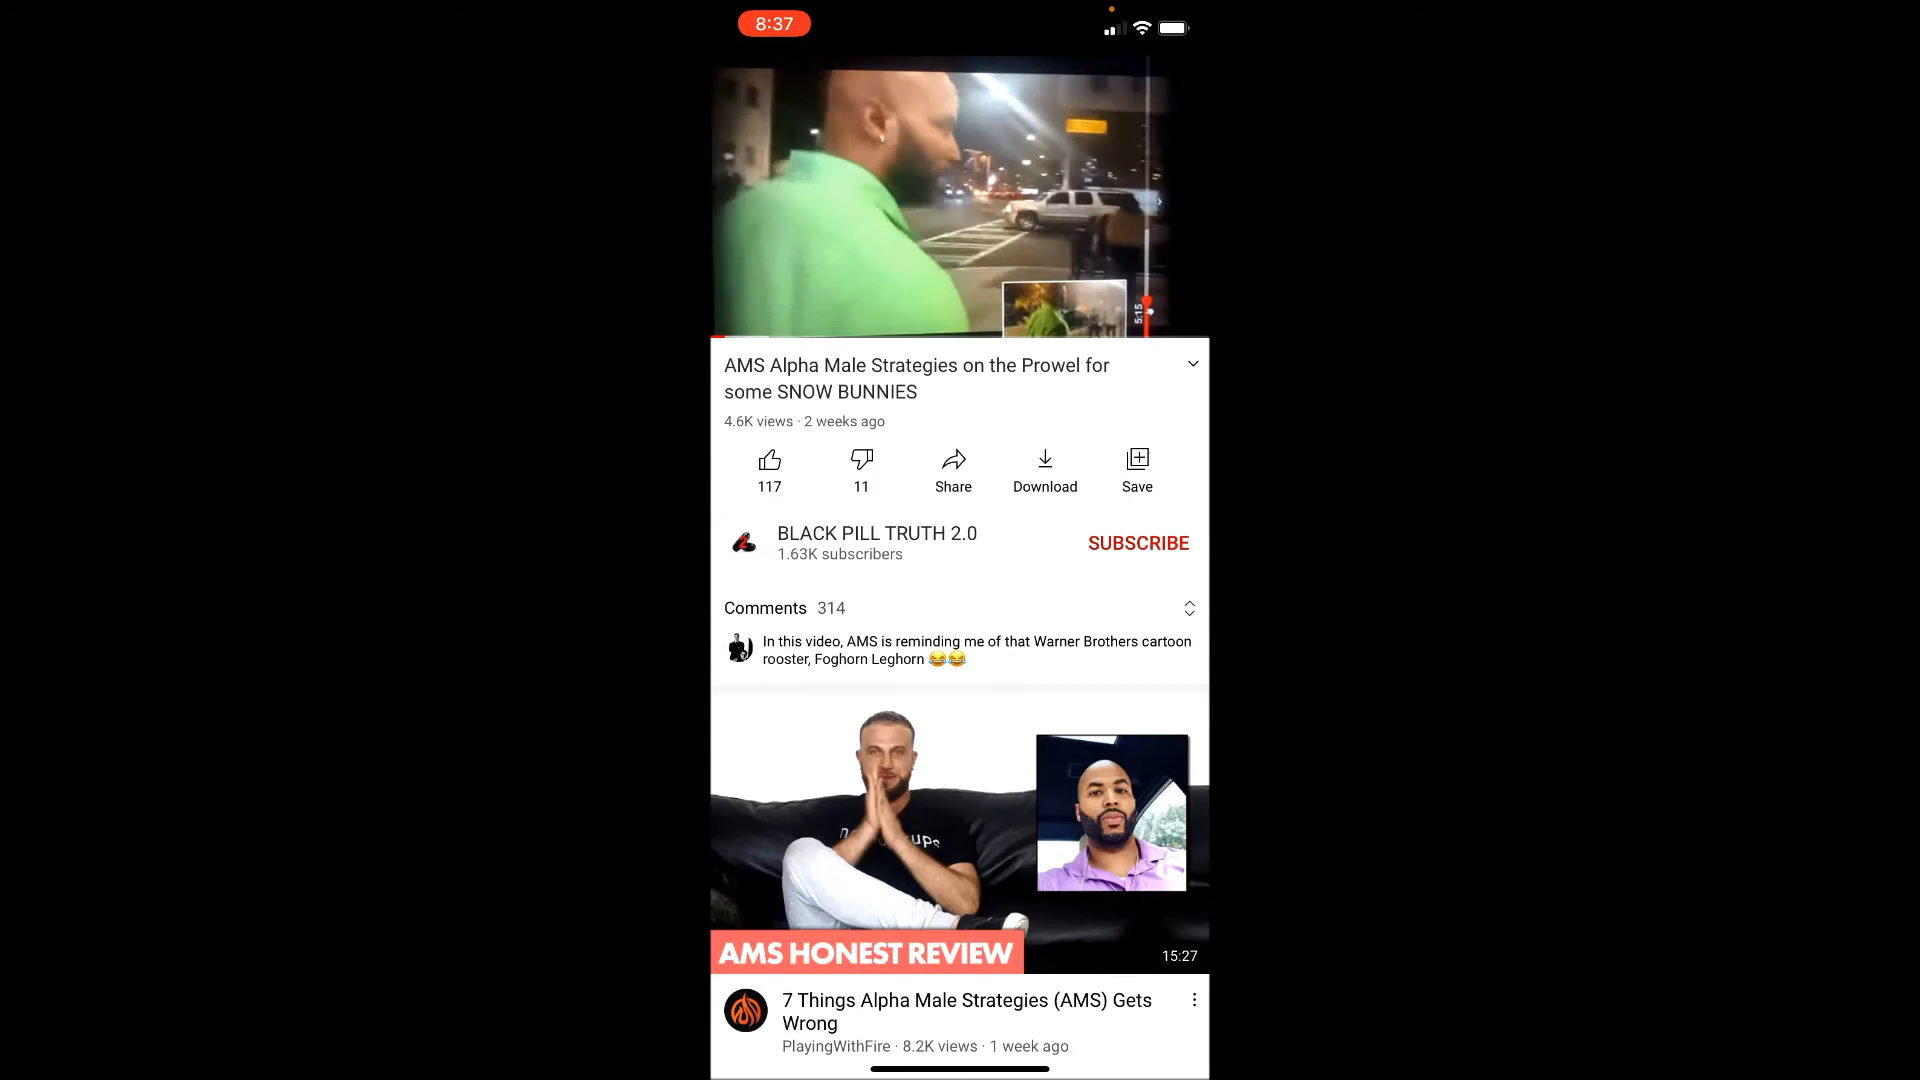 8:37
5:15
AMS Alpha Male Strategies on the Prowel for
some SNOW BUNNIES
4.6K views · 2 weeks ago
117
11
Share
Download
Save
BLACK PILL TRUTH 2.0
1.63K subscribers
SUBSCRIBE
Comments 314
In this video, AMS is reminding me of that Warner Brothers cartoon
rooster, Foghorn Leghorn 😂😂
AMS HONEST REVIEW
15:27
7 Things Alpha Male Strategies (AMS) Gets
Wrong
PlayingWithFire · 8.2K views · 1 week ago